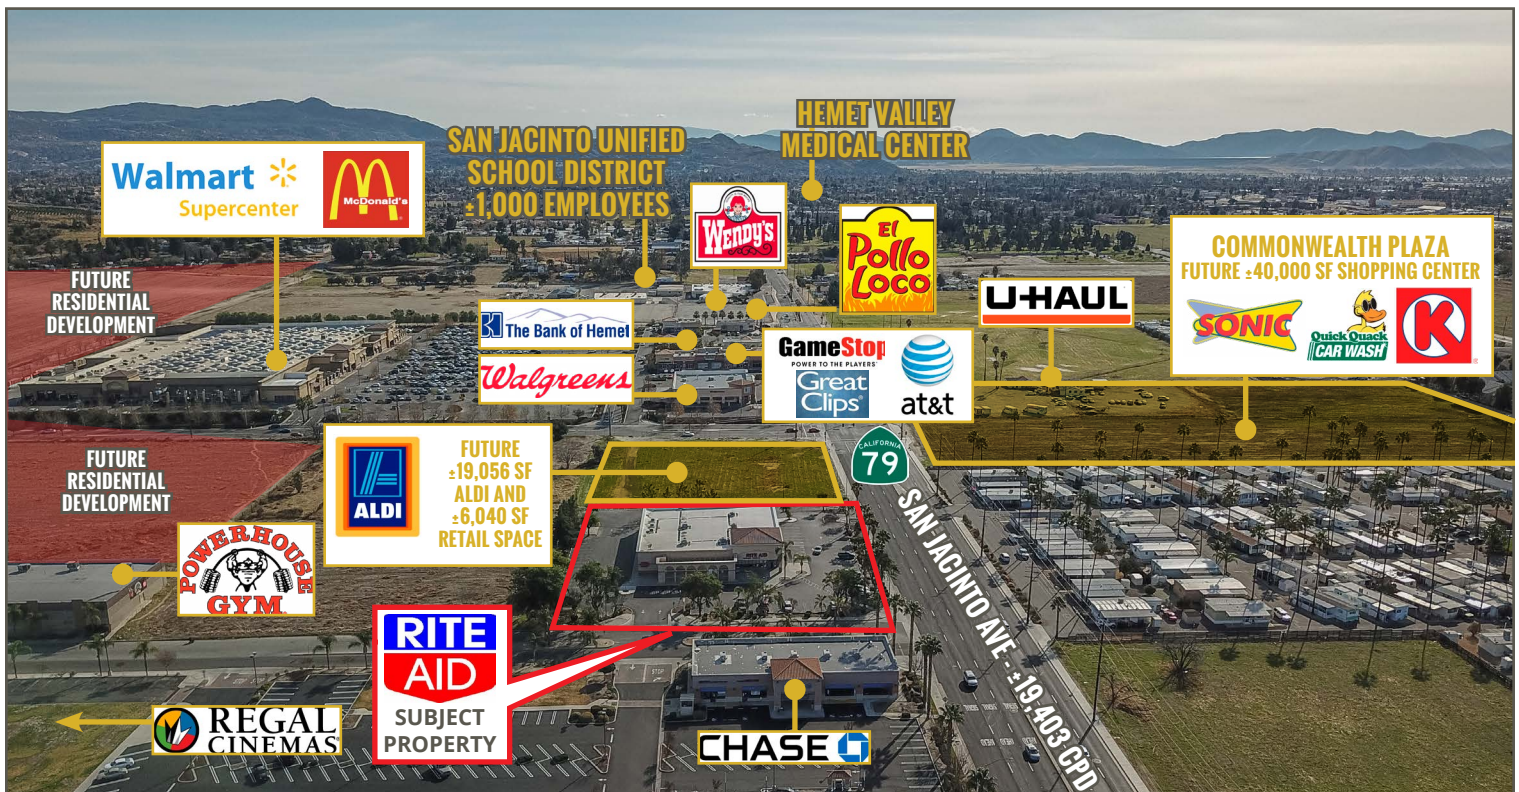 HEMET VALLEY
MEDICAL CENTER
SAN JACINTO UNIFIED
SCHOOL DISTRICT
±1,000 EMPLOYEES
Walmart
Supercenter
McDonald's
WENDY'S
El
Pollo
Loco
COMMONWEALTH PLAZA
FUTURE ±40,000 SF SHOPPING CENTER
SONIC
Quick Quack
CAR WASH
K
FUTURE
RESIDENTIAL
DEVELOPMENT
U-HAUL
The Bank of Hemet
Walgreens
GameStop
POWER TO THE PLAYERS
Great
Clips
at&t
FUTURE
RESIDENTIAL
DEVELOPMENT
ALDI
FUTURE
±19,056 SF
ALDI AND
±6,040 SF
RETAIL SPACE
CALIFORNIA
79
SAN JACINTO AVE - ±19,403 CPD
POWERHOUSE
GYM
RITE AID
RITE
AID
SUBJECT
PROPERTY
REGAL
CINEMAS
CHASE
STOP